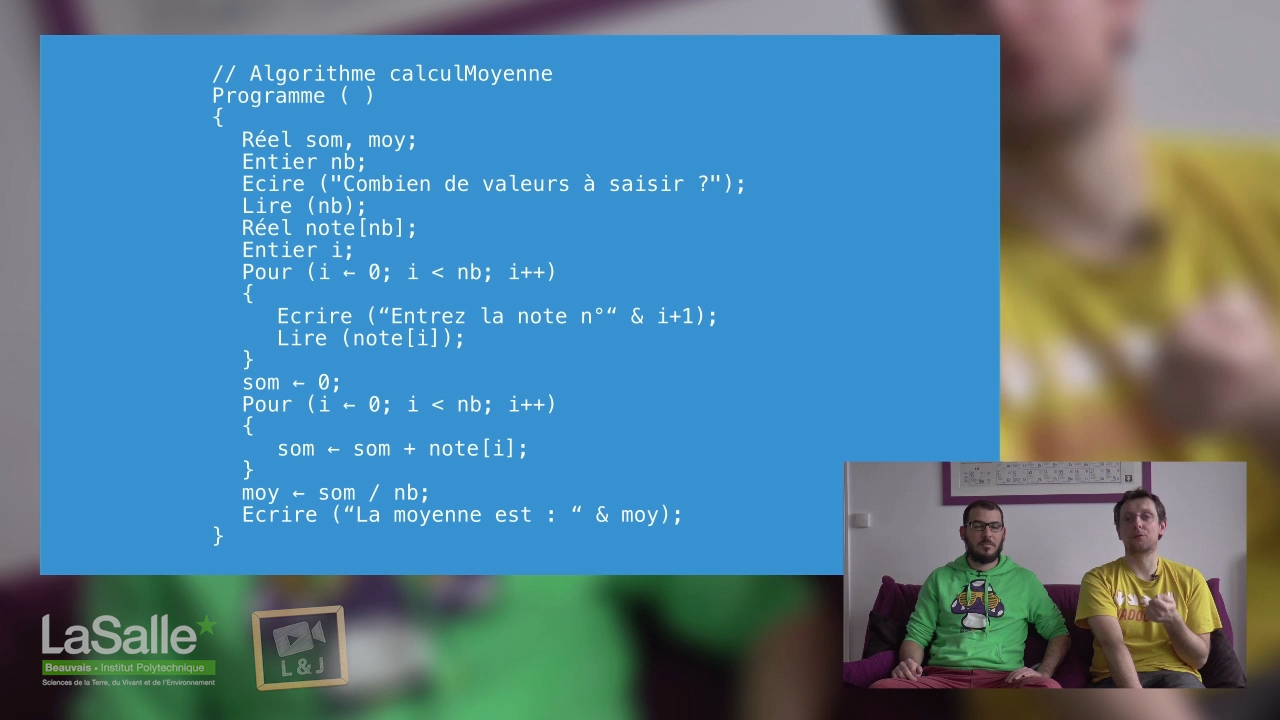 // Algorithme calculMoyenne
Programme ( )
{
Réel som, moy;
Entier nb;
Ecire ("Combien de valeurs à saisir ?");
Lire (nb);
Réel note[nb];
Entier i;
Pour (i ← 0; i < nb; i++)
{
Ecrire (“Entrez la note n°“ & i+1);
Lire (note[i]);
}
som ← 0;
Pour (i ← 0; i < nb; i++)
{
som ← som + note[i];
}
moy ← som / nb;
Ecrire (“La moyenne est : “ & moy);
}
LaSalle
Beauvais • Institut Polytechnique
Sciences de la Terre, du Vivant et de l'Environnement
L&J